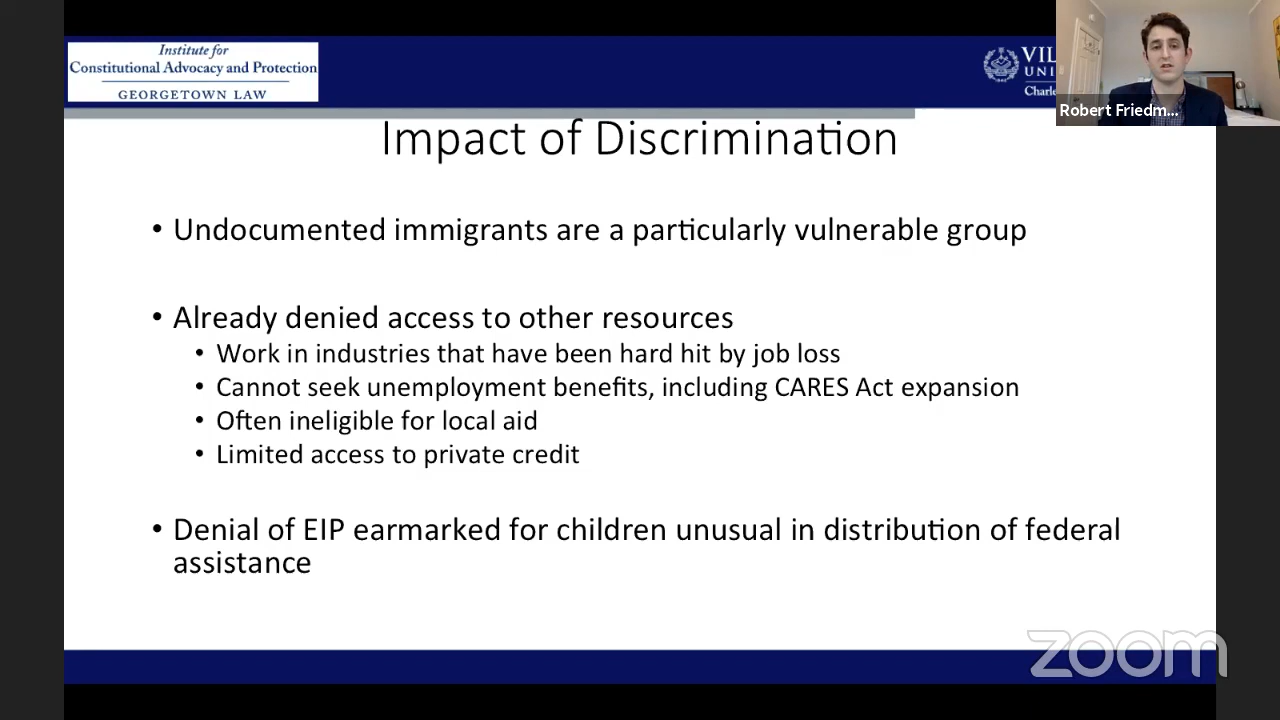 Institute for
Constitutional Advocacy and Protection
GEORGETOWN LAW
VIL
UNI
Charle
Robert Friedm...
Impact of Discrimination
• Undocumented immigrants are a particularly vulnerable group
• Already denied access to other resources
• Work in industries that have been hard hit by job loss
• Cannot seek unemployment benefits, including CARES Act expansion
• Often ineligible for local aid
• Limited access to private credit
• Denial of EIP earmarked for children unusual in distribution of federal
assistance
zoom